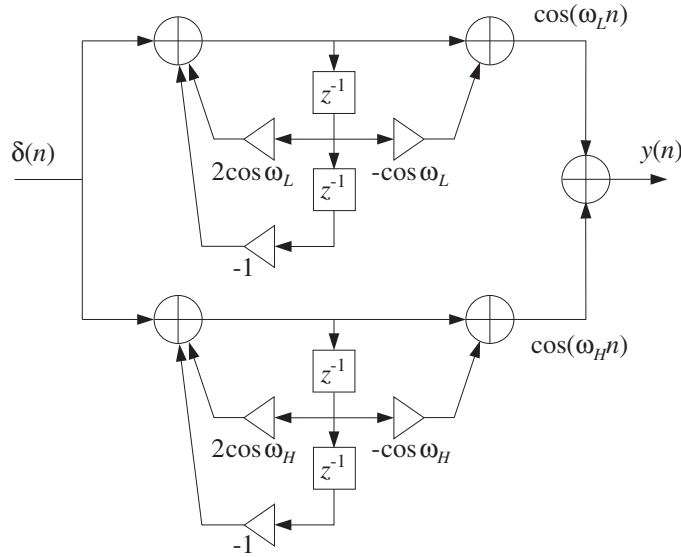 cos(ω_L n)
z⁻¹
δ(n)
2cos ω_L
-cos ω_L
y(n)
z⁻¹
-1
cos(ω_H n)
z⁻¹
2cos ω_H
-cos ω_H
z⁻¹
-1